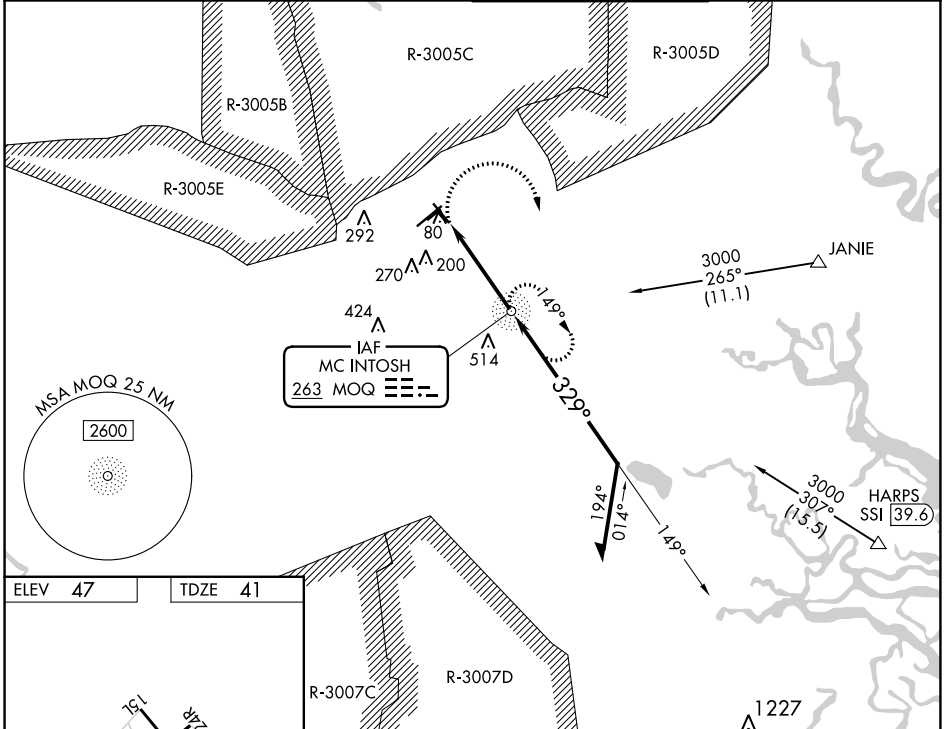 R-3005C
R-3005D
R-3005B
R-3005E
292
80
JANIE
3000
265°
(11.1)
270
200
149°
424
514
IAF
MC INTOSH
263 MOQ
329°
MSA MOQ 25 NM
2600
3000
307°
(15.5)
HARPS
SSI 39.6
194°
014°
149°
ELEV 47
TDZE 41
R-3007C
R-3007D
15L
24R
1227